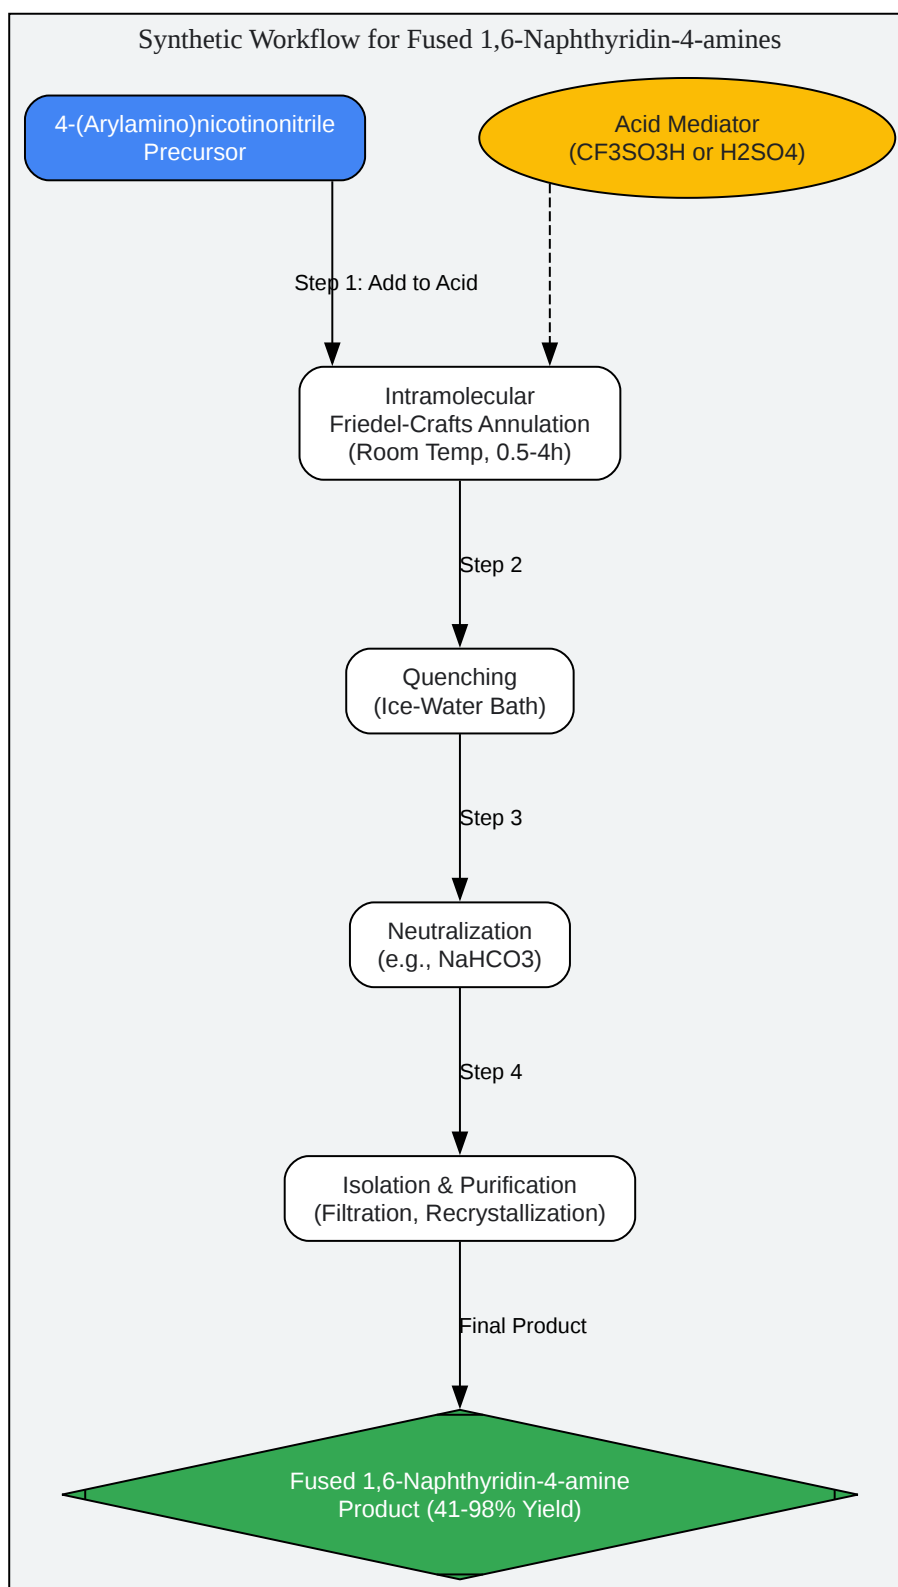 Synthetic Workflow for Fused 1,6-Naphthyridin-4-amines
4-(Arylamino)nicotinonitrile
Precursor
Acid Mediator
(CF3SO3H or H2SO4)
Step 1: Add to Acid
Intramolecular
Friedel-Crafts Annulation
(Room Temp, 0.5-4h)
Step 2
Quenching
(Ice-Water Bath)
Step 3
Neutralization
(e.g., NaHCO3)
Step 4
Isolation & Purification
(Filtration, Recrystallization)
Final Product
Fused 1,6-Naphthyridin-4-amine
Product (41-98% Yield)